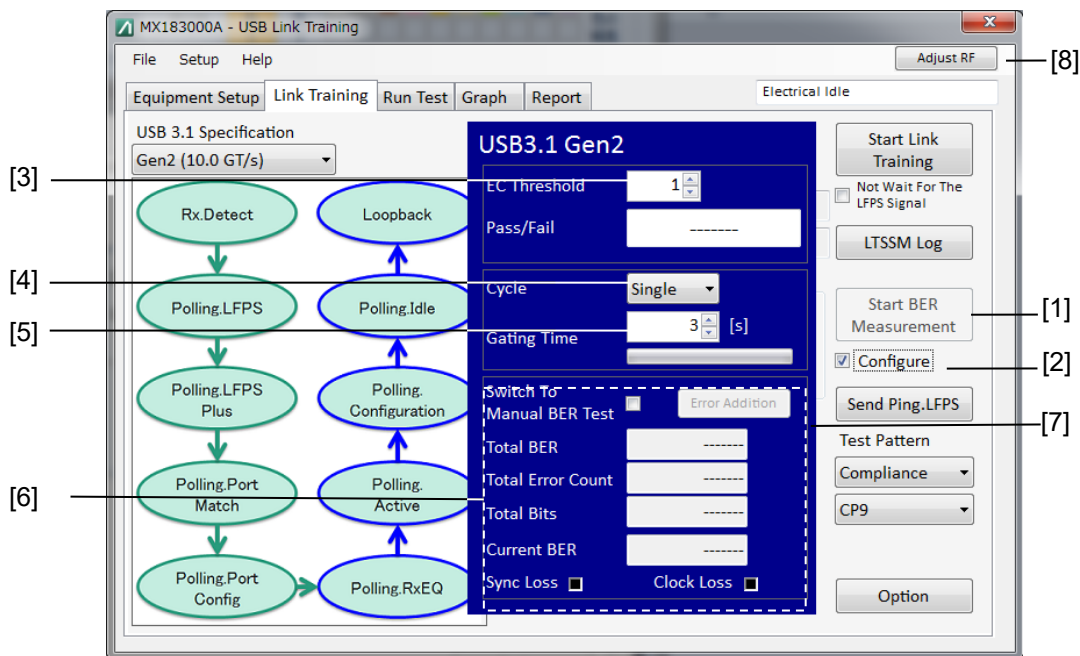 MX183000A - USB Link Training
File Setup Help
Adjust RF
[8]
Equipment Setup Link Training Run Test Graph Report
Electrical Idle
USB 3.1 Specification
Gen2 (10.0 GT/s)
Rx.Detect
Polling.LFPS
Polling.LFPS
Plus
Polling.Port
Match
Polling.Port
Config
Loopback
Polling.Idle
Polling.
Configuration
Polling.
Active
Polling.RxEQ
USB3.1 Gen2
[3]
EC Threshold 1
Pass/Fail -------
[4]
Cycle Single
[5]
Gating Time 3 [s]
[6]
Switch To
Manual BER Test
Error Addition
Total BER -------
Total Error Count -------
Total Bits -------
Current BER -------
Sync Loss Clock Loss
[7]
Start Link
Training
Not Wait For The
LFPS Signal
LTSSM Log
Start BER
Measurement
[1]
Configure
[2]
Send Ping.LFPS
Test Pattern
Compliance
CP9
Option